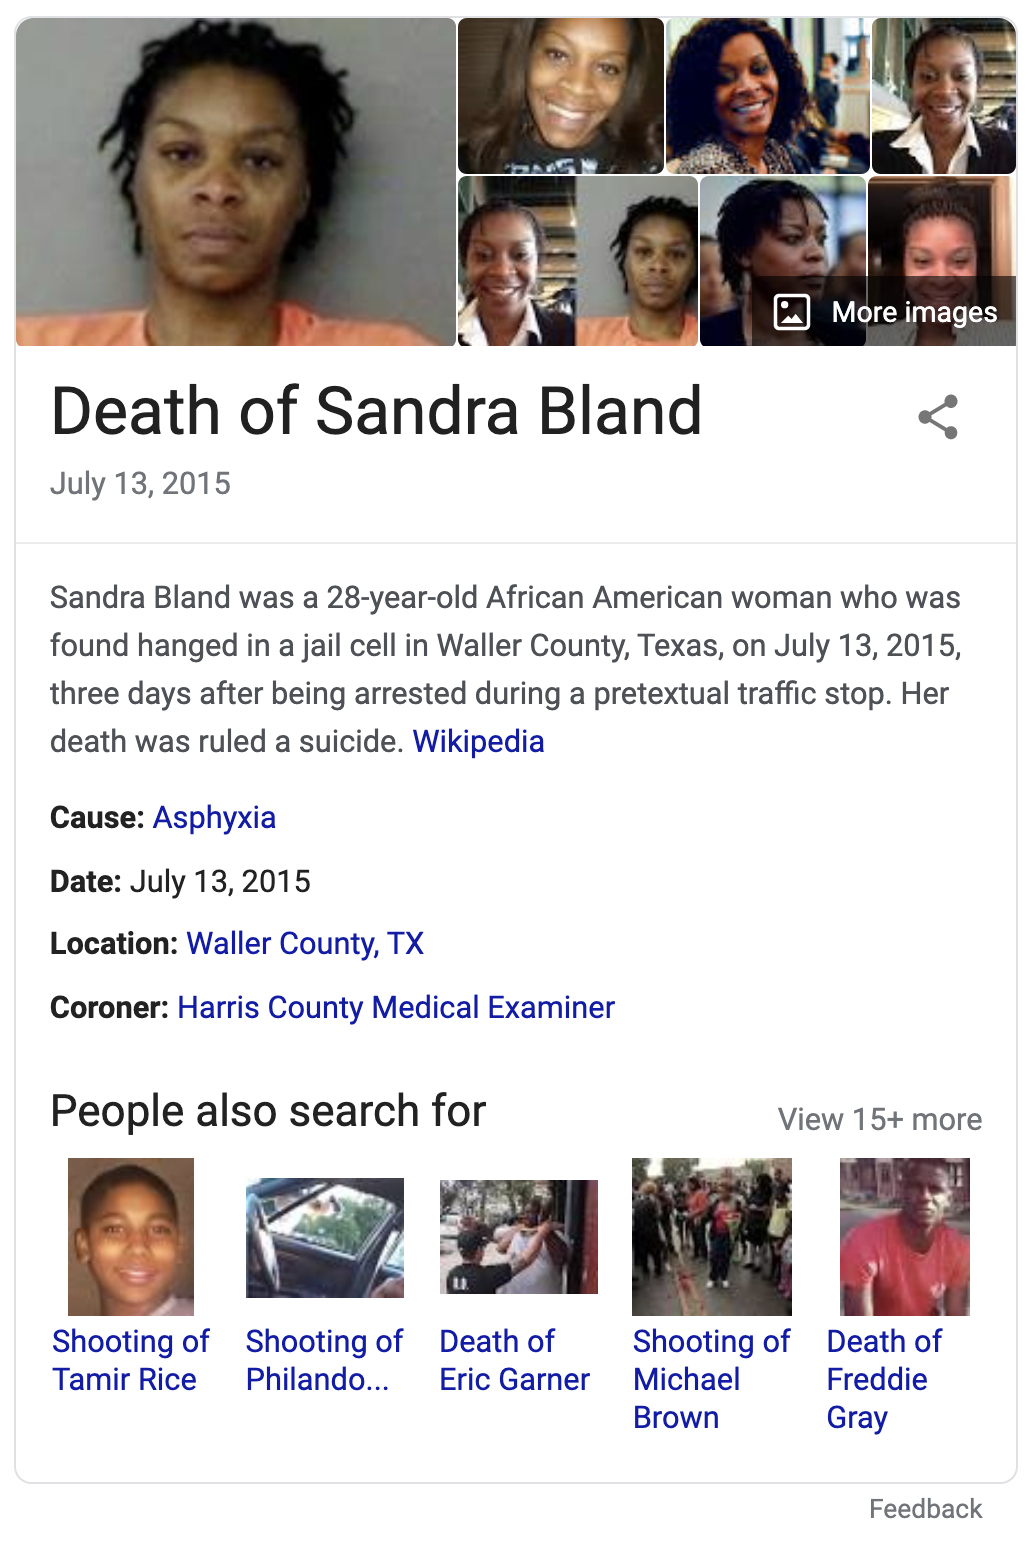 More images
Death of Sandra Bland
July 13, 2015
Sandra Bland was a 28-year-old African American woman who was
found hanged in a jail cell in Waller County, Texas, on July 13, 2015,
three days after being arrested during a pretextual traffic stop. Her
death was ruled a suicide. Wikipedia
Cause: Asphyxia
Date: July 13, 2015
Location: Waller County, TX
Coroner: Harris County Medical Examiner
People also search for
View 15+ more
Shooting of
Tamir Rice
Shooting of
Philando...
Death of
Eric Garner
Shooting of
Michael
Brown
Death of
Freddie
Gray
Feedback